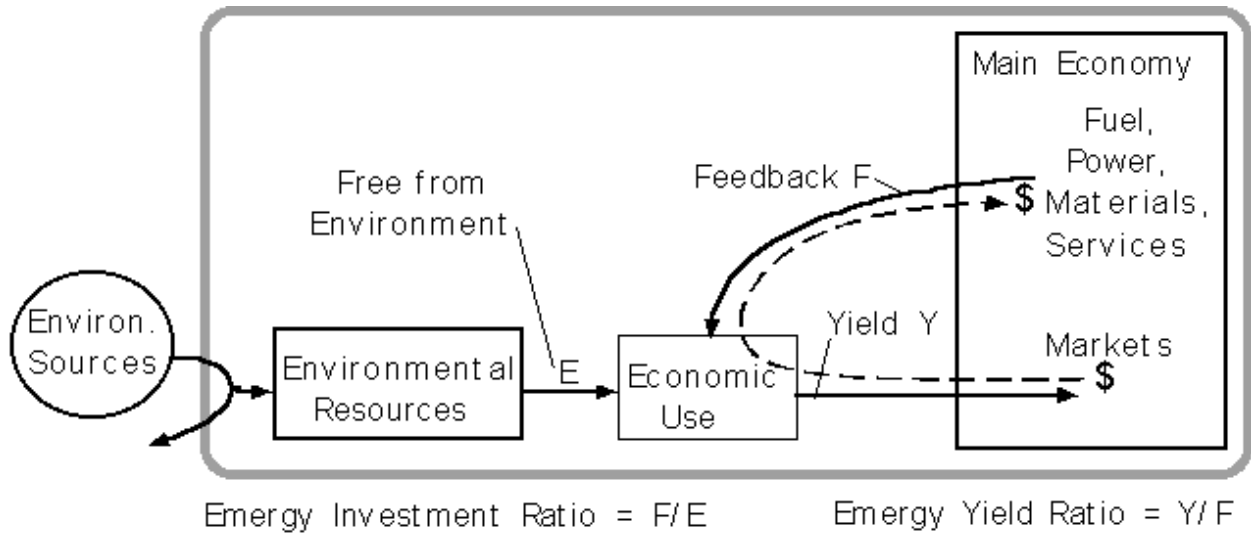 Main Economy
Fuel,
Power,
$ Materials,
Services
Feedback F
Free from
Environment
Environ.
Sources
Environmental
Resources
E
Economic
Use
Yield Y
Markets
$
Emergy Investment Ratio = F/E
Emergy Yield Ratio = Y/F